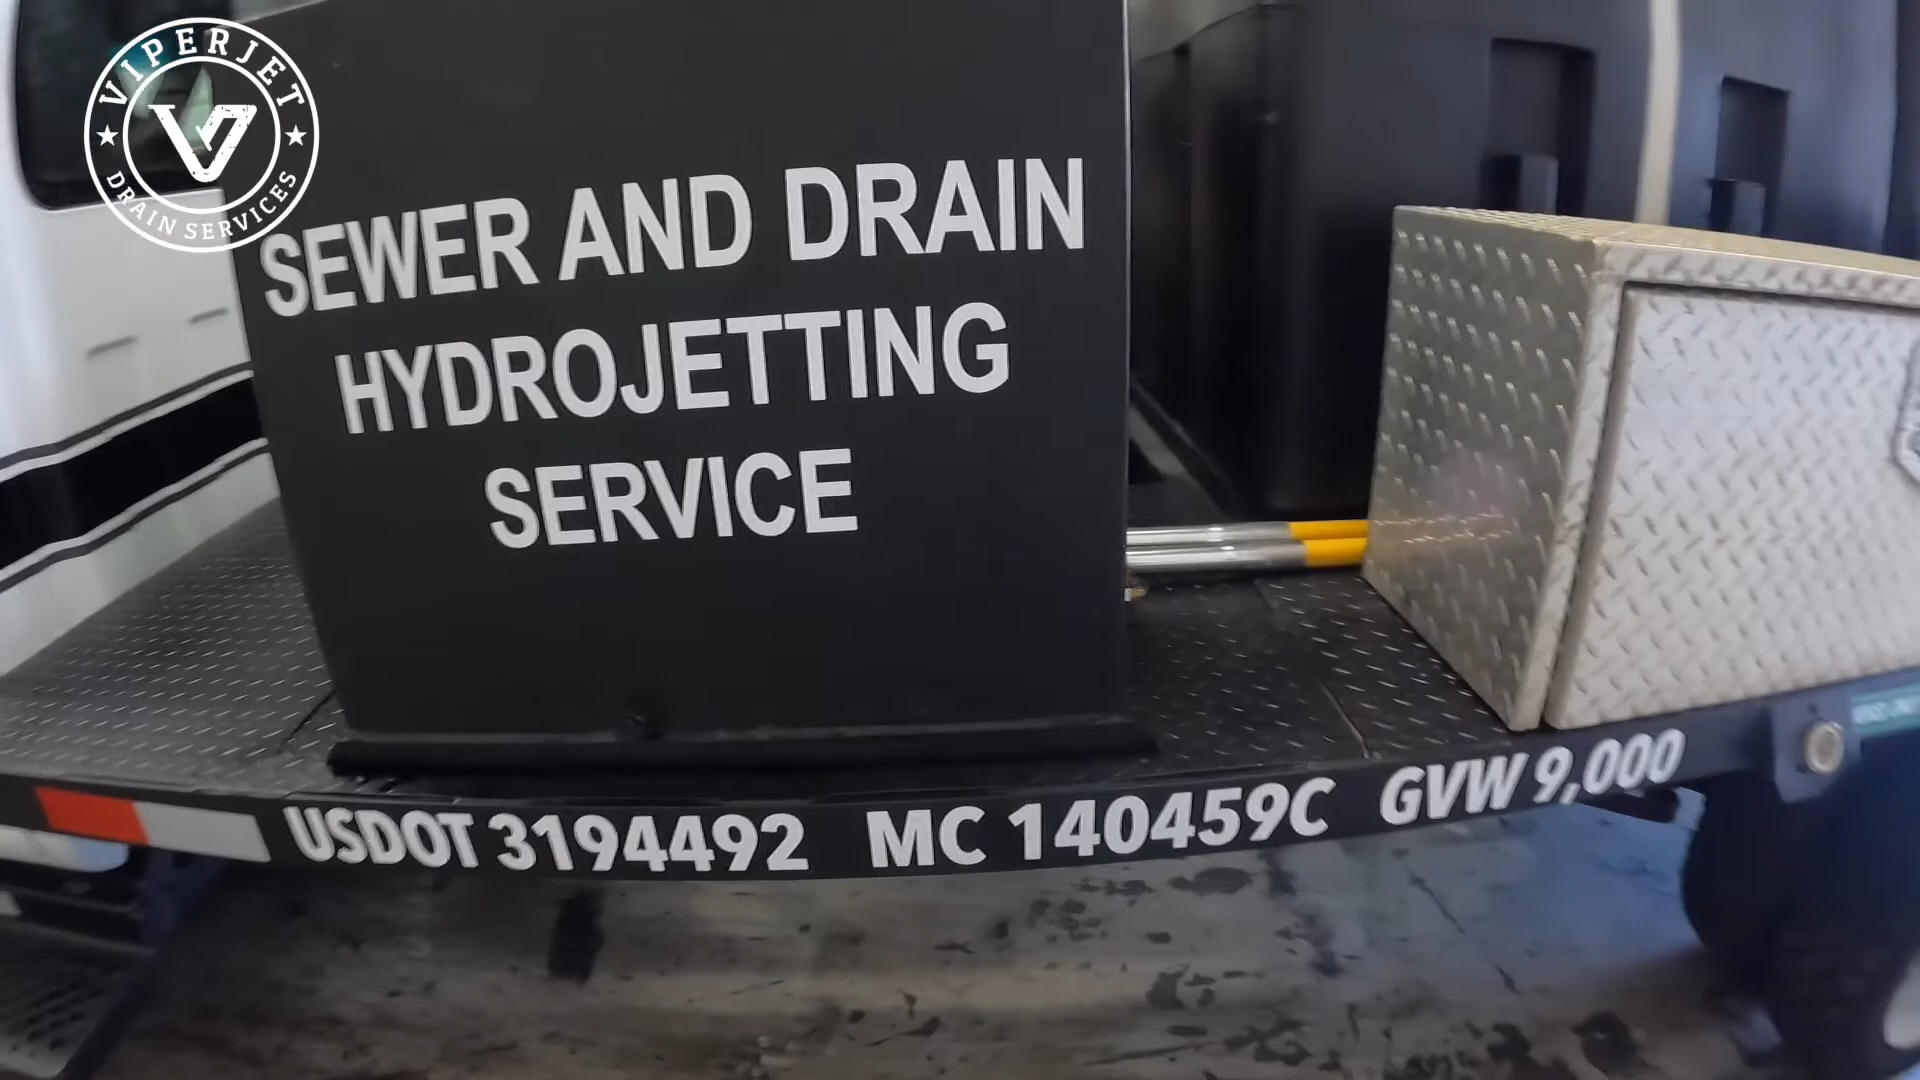 VIPERJET
V
DRAIN SERVICES
SEWER AND DRAIN
HYDROJETTING
SERVICE
USDOT 3194492 MC 140459C GVW 9,000